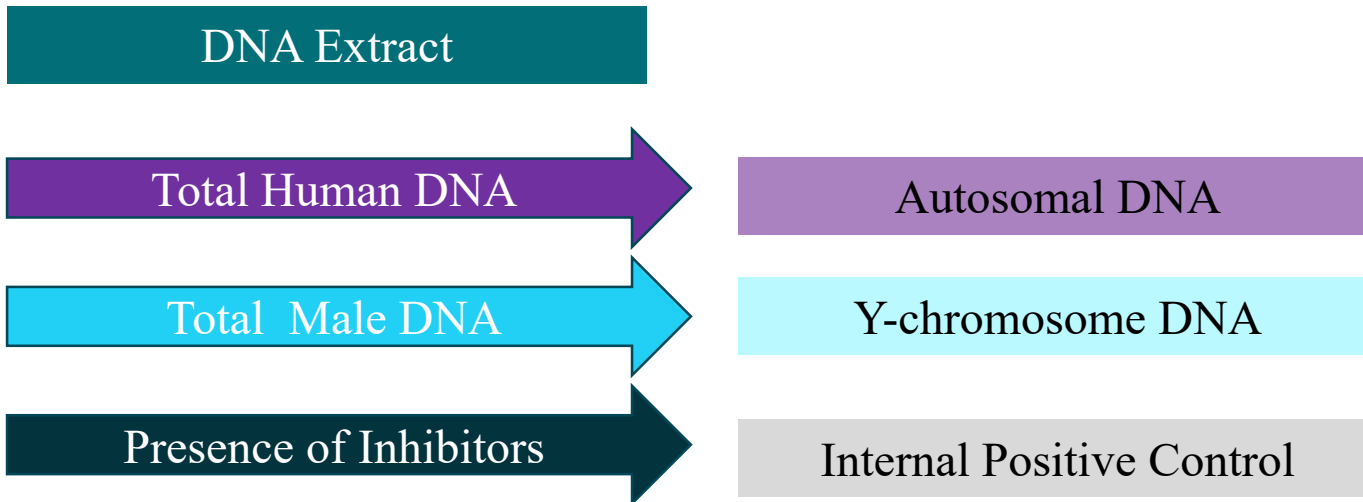 DNA Extract
Total Human DNA
Autosomal DNA
Total  Male DNA
Y-chromosome DNA
Presence of Inhibitors
Internal Positive Control